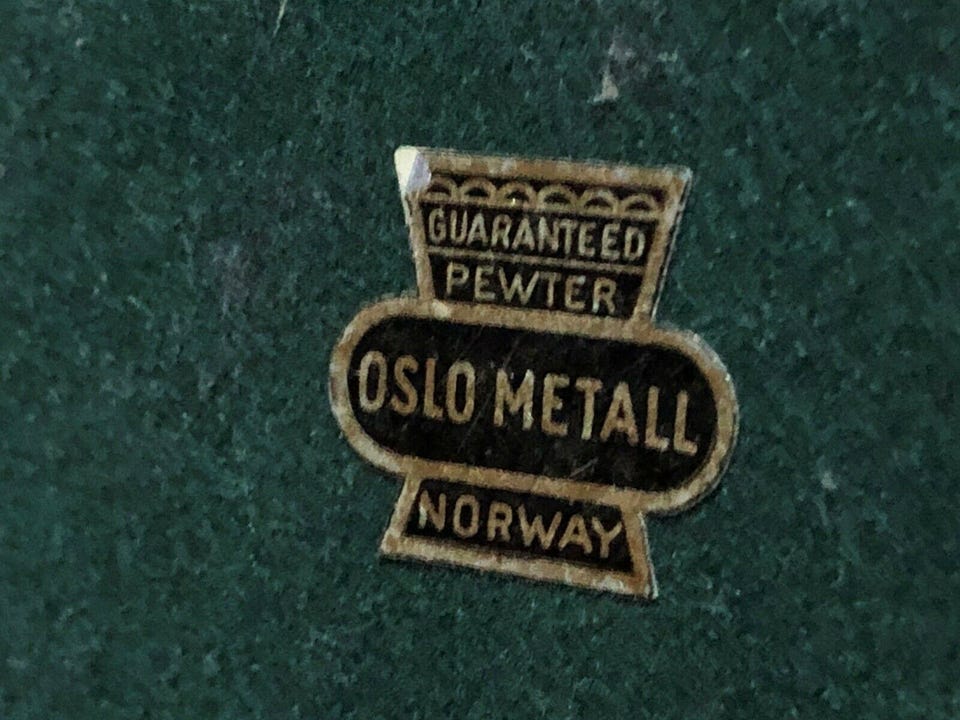 GUARANTEED
PEWTER
OSLO METALL
NORWAY